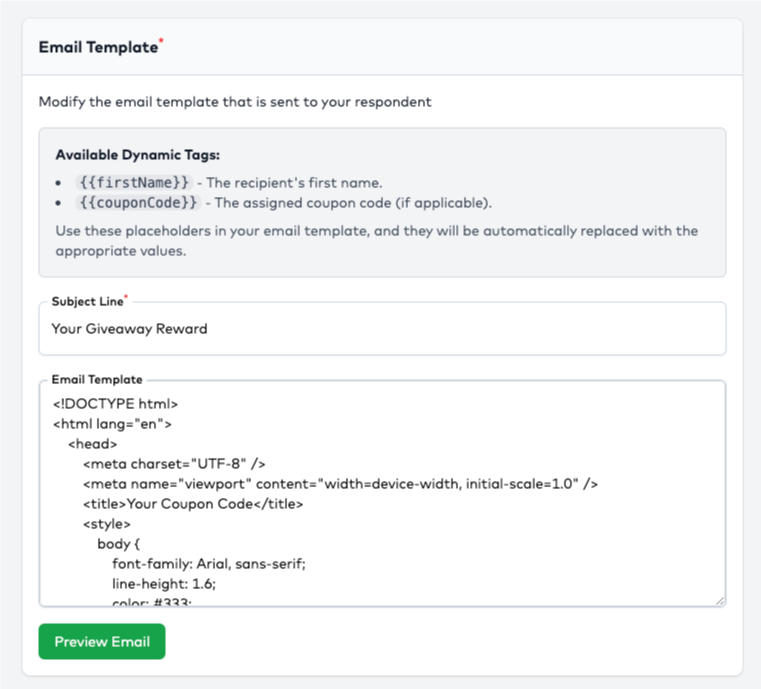 Email Template*
Modify the email template that is sent to your respondent
Available Dynamic Tags:
• {{firstName}} - The recipient's first name.
• {{couponCode}} - The assigned coupon code (if applicable).
Use these placeholders in your email template, and they will be automatically replaced with the
appropriate values.
Subject Line*
Your Giveaway Reward
Email Template
<!DOCTYPE html>
<html lang="en">
<head>
<meta charset="UTF-8" />
<meta name="viewport" content="width=device-width, initial-scale=1.0" />
<title>Your Coupon Code</title>
<style>
body {
font-family: Arial, sans-serif;
line-height: 1.6;
color: #333;
Preview Email